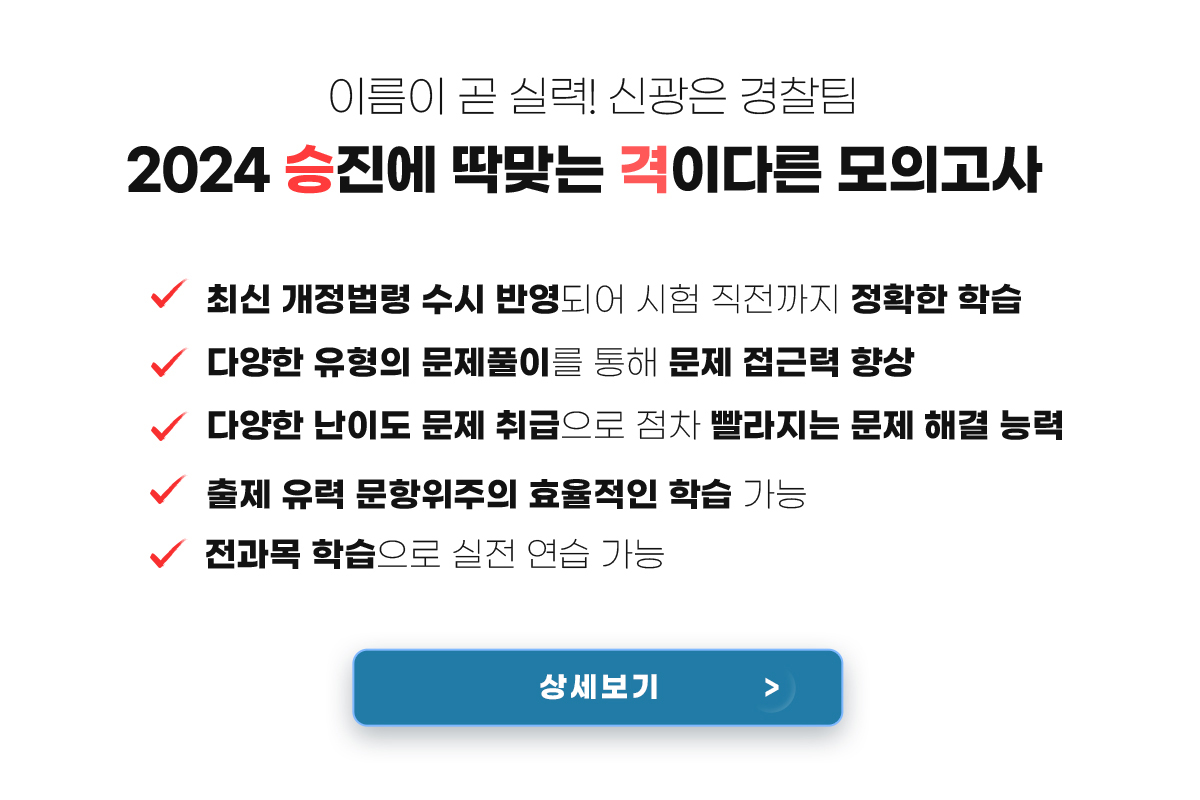 이름이 곧 실력! 신광은 경찰팀
2024 승진에 딱맞는 격이다른 모의고사
최신 개정법령 수시 반영되어 시험 직전까지 정확한 학습
다양한 유형의 문제풀이를 통해 문제 접근력 향상
다양한 난이도 문제 취급으로 점차 빨라지는 문제 해결 능력
출제 유력 문항위주의 효율적인 학습 가능
전과목 학습으로 실전 연습 가능
상세보기 >